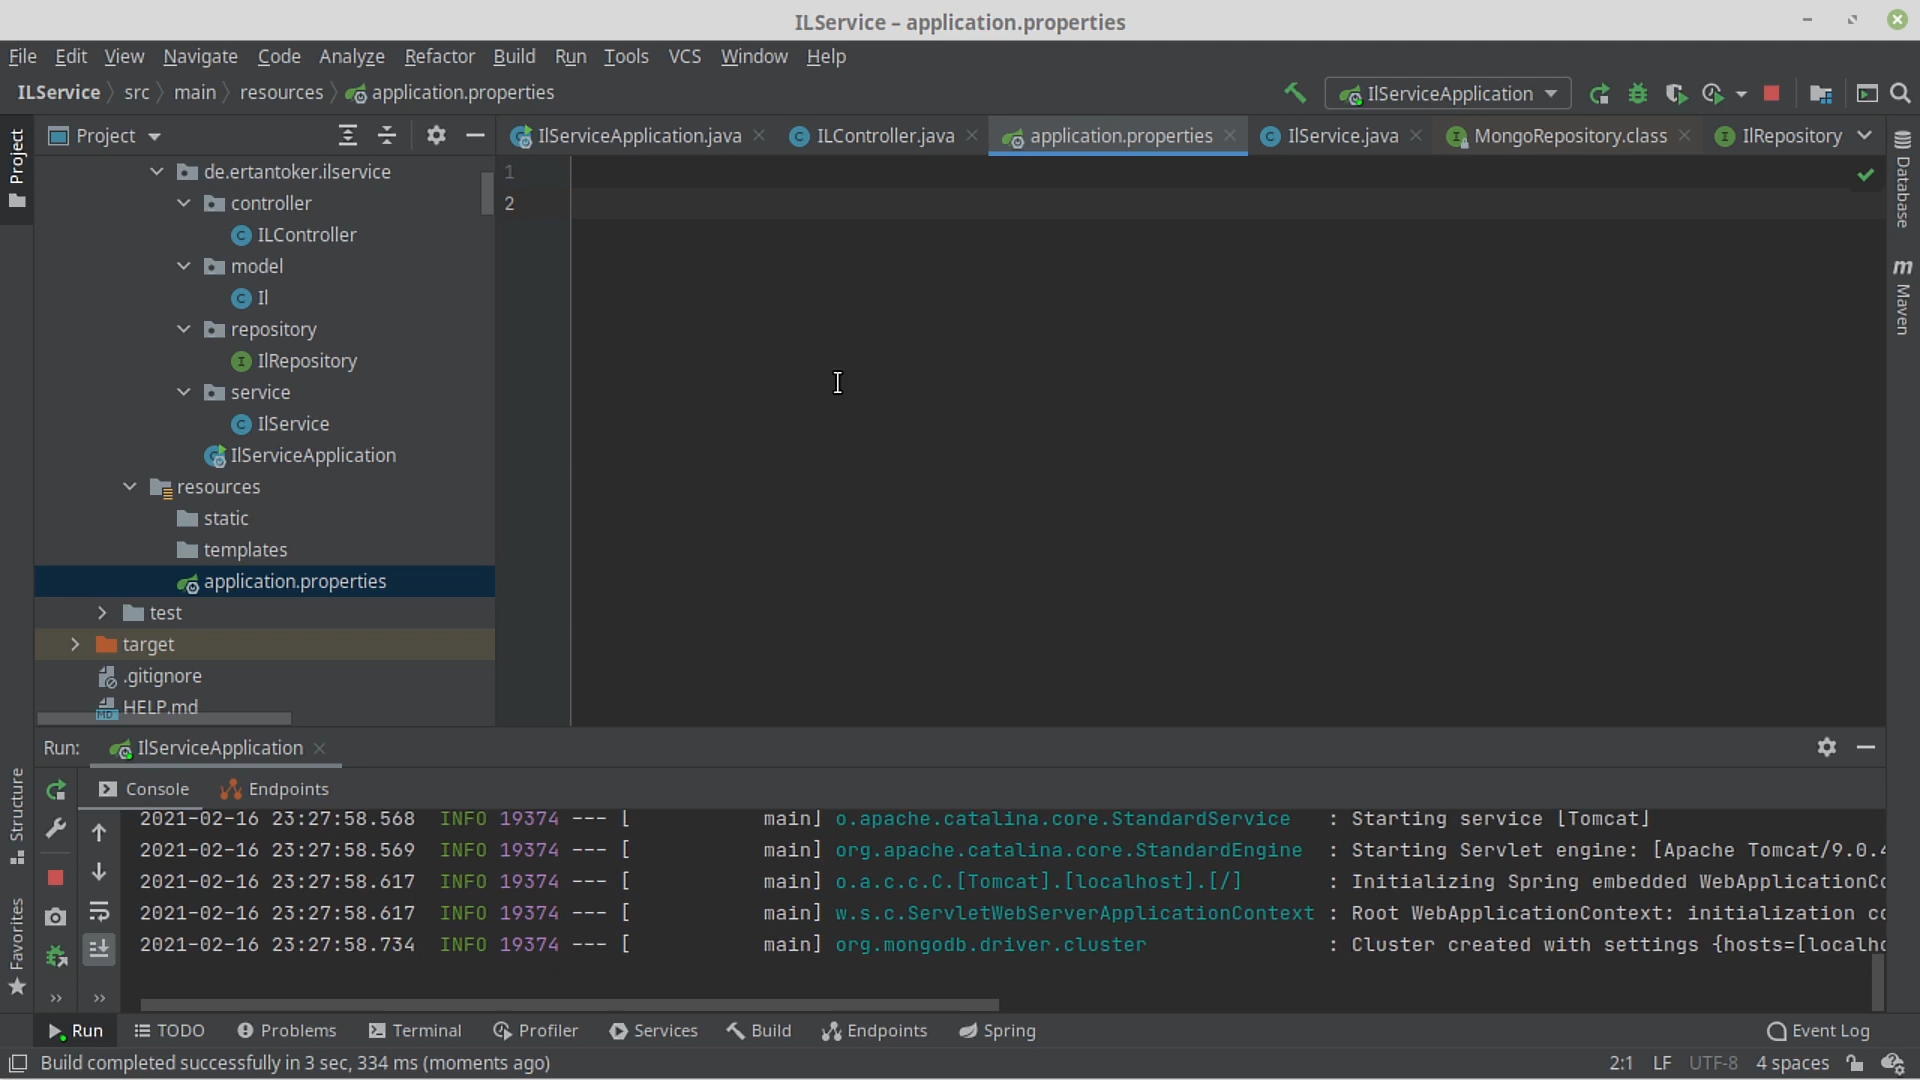 ILService – application.properties
File Edit View Navigate Code Analyze Refactor Build Run Tools VCS Window Help
ILService src main resources application.properties
IlServiceApplication
Project
IlServiceApplication.java ILController.java application.properties IlService.java MongoRepository.class IlRepository
Project
Database
Maven
de.ertantoker.ilservice
controller
ILController
model
Il
repository
IlRepository
service
IlService
IlServiceApplication
resources
static
templates
application.properties
test
target
.gitignore
HELP.md
1
2
Run: IlServiceApplication
Console Endpoints
Structure
Favorites
2021-02-16 23:27:58.568 INFO 19374 --- [ main] o.apache.catalina.core.StandardService : Starting service [Tomcat]
2021-02-16 23:27:58.569 INFO 19374 --- [ main] org.apache.catalina.core.StandardEngine : Starting Servlet engine: [Apache Tomcat/9.0.4
2021-02-16 23:27:58.617 INFO 19374 --- [ main] o.a.c.c.C.[Tomcat].[localhost].[/] : Initializing Spring embedded WebApplicationCo
2021-02-16 23:27:58.617 INFO 19374 --- [ main] w.s.c.ServletWebServerApplicationContext : Root WebApplicationContext: initialization co
2021-02-16 23:27:58.734 INFO 19374 --- [ main] org.mongodb.driver.cluster : Cluster created with settings {hosts=[localho
Run TODO Problems Terminal Profiler Services Build Endpoints Spring Event Log
Build completed successfully in 3 sec, 334 ms (moments ago) 2:1 LF UTF-8 4 spaces